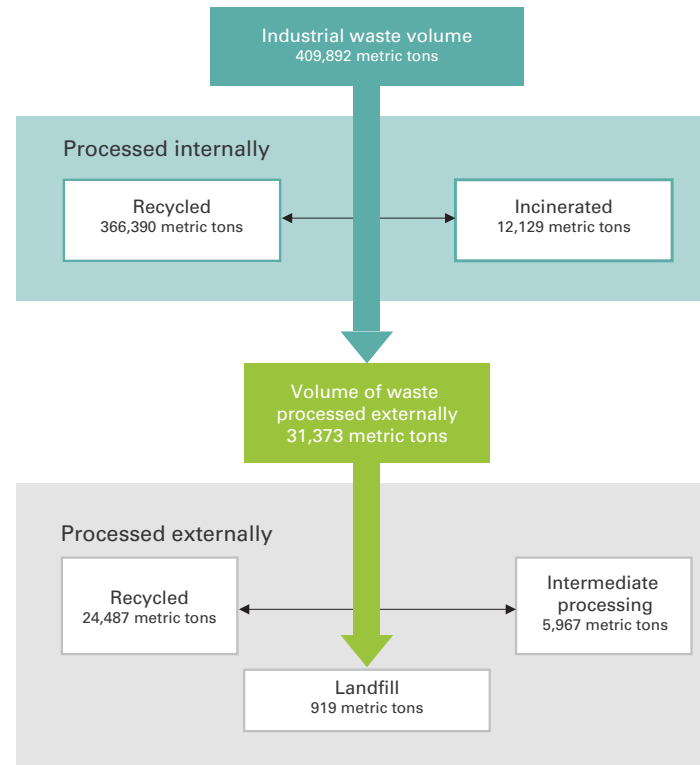 Industrial waste volume
409,892 metric tons
Processed internally
Recycled
366,390 metric tons
Incinerated
12,129 metric tons
Volume of waste
processed externally
31,373 metric tons
Processed externally
Recycled
24,487 metric tons
Intermediate
processing
5,967 metric tons
Landfill
919 metric tons